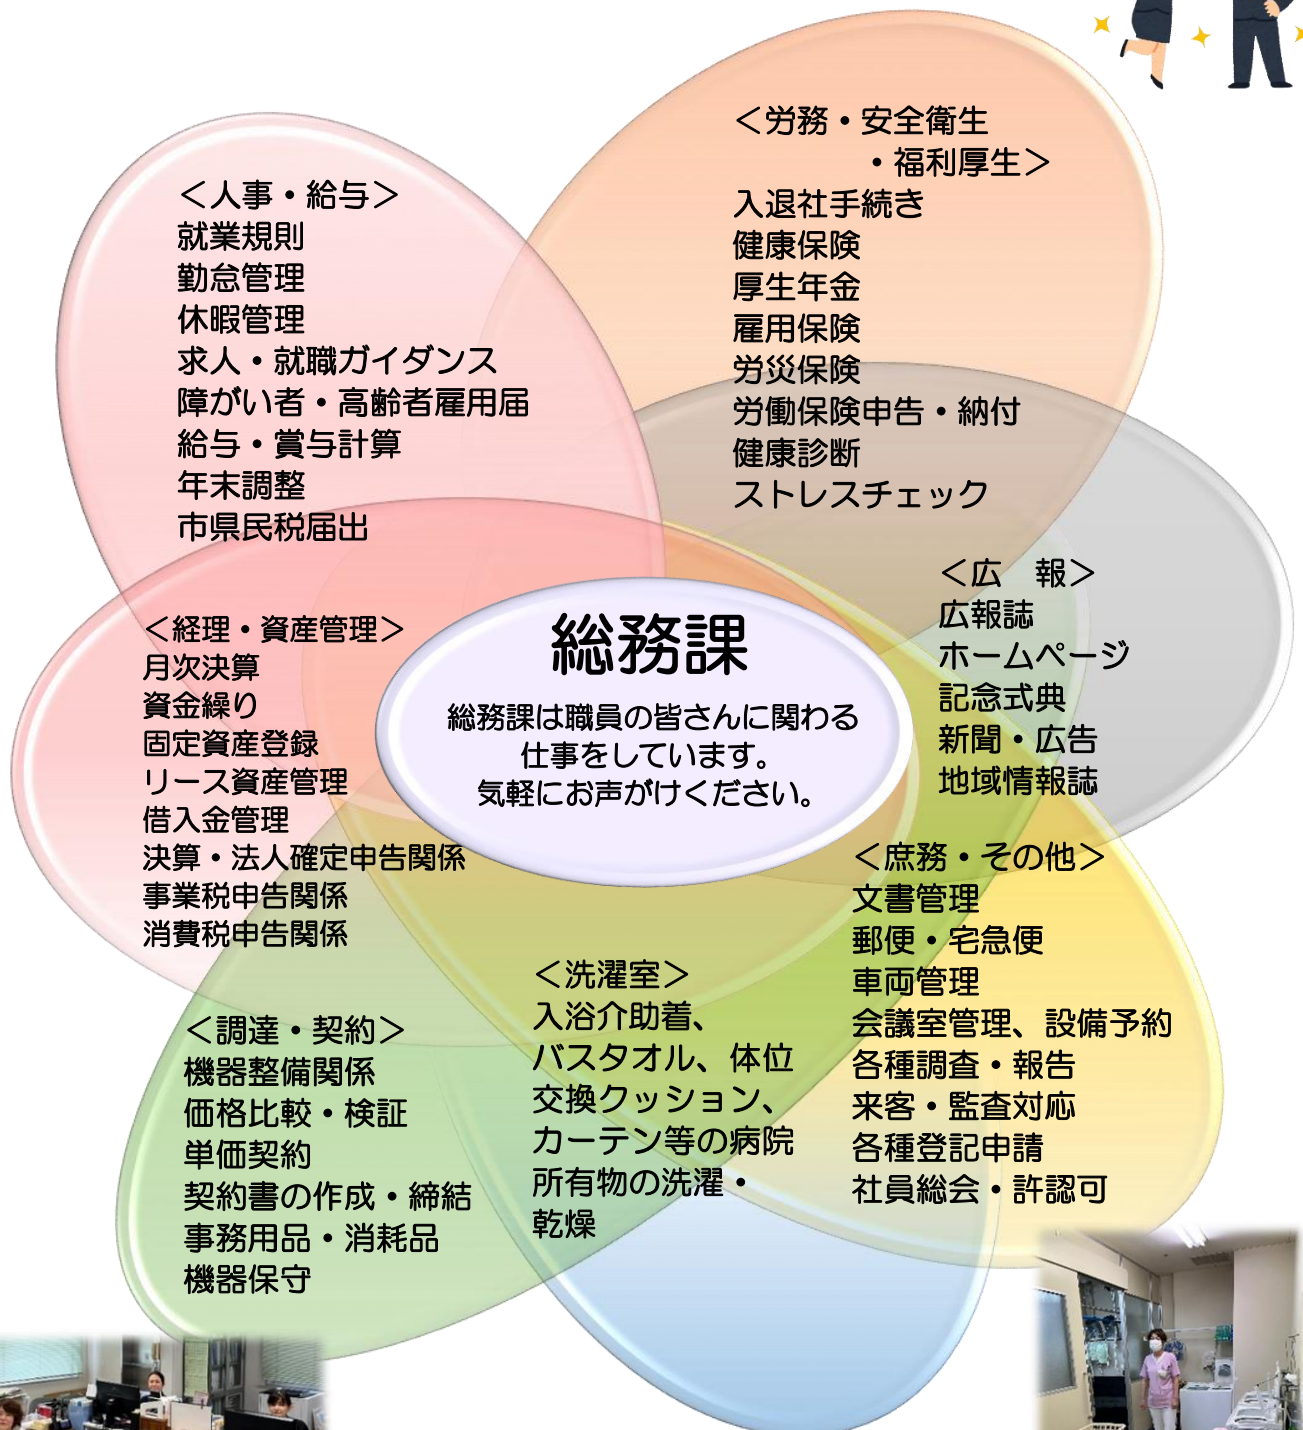 ＜人事・給与＞
就業規則
勤怠管理
休暇管理
求人・就職ガイダンス
障がい者・高齢者雇用届
給与・賞与計算
年末調整
市県民税届出
＜労務・安全衛生
・福利厚生＞
入退社手続き
健康保険
厚生年金
雇用保険
労災保険
労働保険申告・納付
健康診断
ストレスチェック
＜経理・資産管理＞
月次決算
資金繰り
固定資産登録
リース資産管理
借入金管理
決算・法人確定申告関係
事業税申告関係
消費税申告関係
総務課
総務課は職員の皆さんに関わる
仕事をしています。
気軽にお声がけください。
＜広　報＞
広報誌
ホームページ
記念式典
新聞・広告
地域情報誌
＜調達・契約＞
機器整備関係
価格比較・検証
単価契約
契約書の作成・締結
事務用品・消耗品
機器保守
＜洗濯室＞
入浴介助着、
バスタオル、体位
交換クッション、
カーテン等の病院
所有物の洗濯・
乾燥
＜庶務・その他＞
文書管理
郵便・宅急便
車両管理
会議室管理、設備予約
各種調査・報告
来客・監査対応
各種登記申請
社員総会・許認可